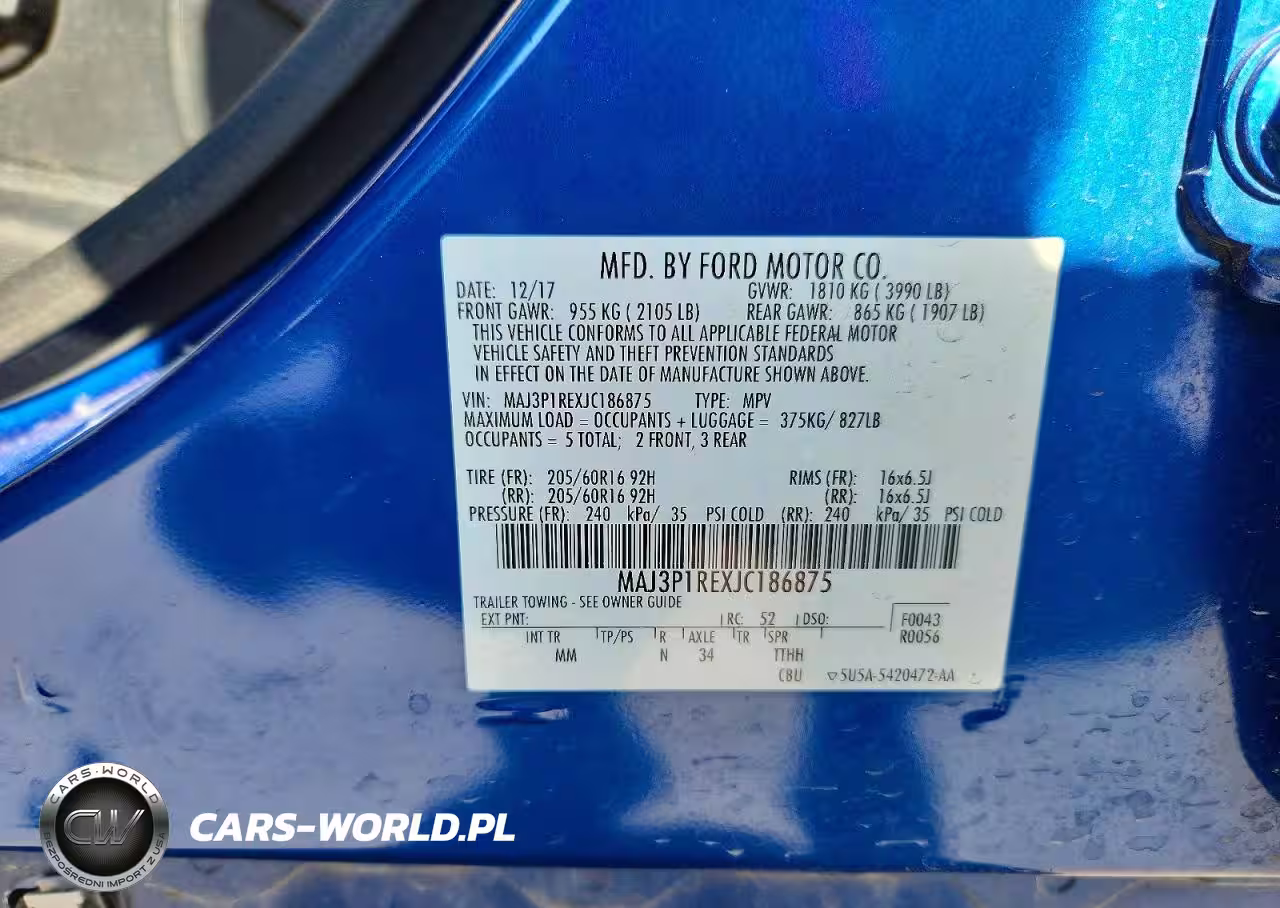 MFD. BY FORD MOTOR CO.
DATE: 12/17 GVWR: 1810 KG ( 3990 LB)
FRONT GAWR: 955 KG ( 2105 LB) REAR GAWR: 865 KG ( 1907 LB)
THIS VEHICLE CONFORMS TO ALL APPLICABLE FEDERAL MOTOR
VEHICLE SAFETY AND THEFT PREVENTION STANDARDS
IN EFFECT ON THE DATE OF MANUFACTURE SHOWN ABOVE.
VIN: MAJ3P1REXJC186875 TYPE: MPV
MAXIMUM LOAD = OCCUPANTS + LUGGAGE = 375KG/ 827LB
OCCUPANTS = 5 TOTAL; 2 FRONT, 3 REAR
TIRE (FR): 205/60R16 92H RIMS (FR): 16x6.5J
(RR): 205/60R16 92H (RR): 16x6.5J
PRESSURE (FR): 240 kPa/ 35 PSI COLD (RR): 240 kPa/ 35 PSI COLD
MAJ3P1REXJC186875
TRAILER TOWING - SEE OWNER GUIDE
EXT PNT: RC: 52 DSO: F0043
INT TR TP/PS R AXLE TR SPR R0056
MM N 34 TTHH
CBU ▽5U5A-5420472-AA
CARS-WORLD
CW
BEZPOŚREDNI IMPORT Z USA
CARS-WORLD.PL